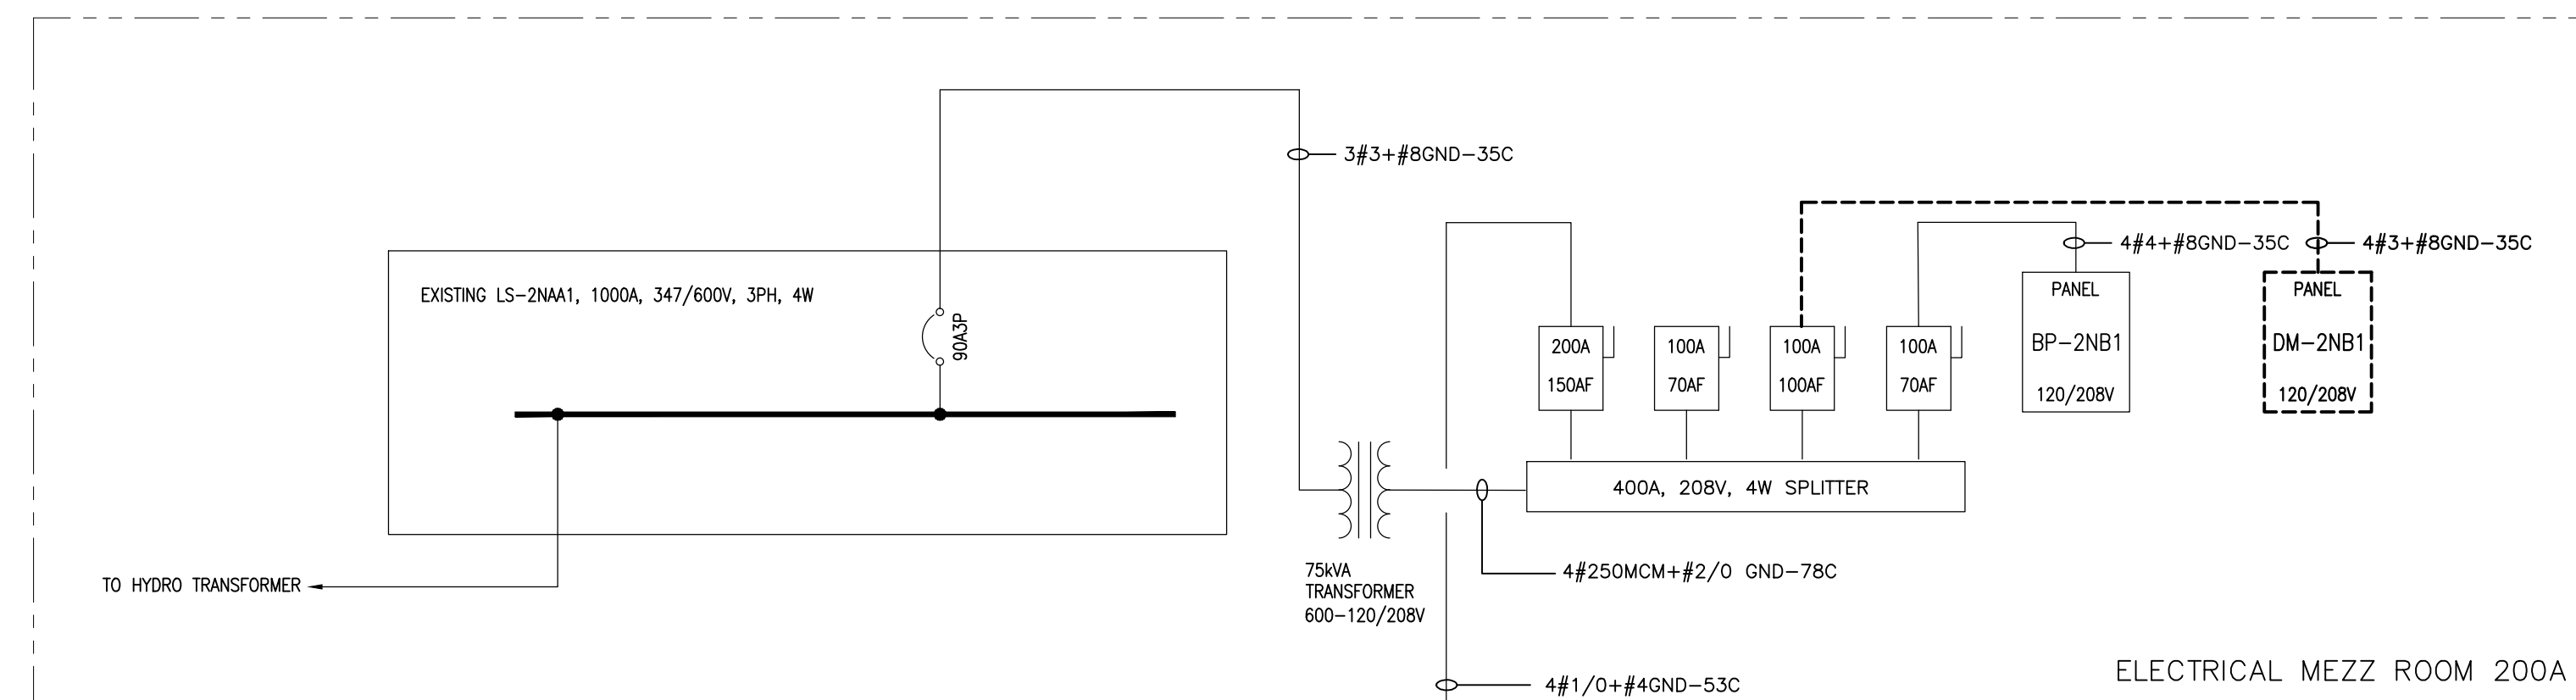 3#3+#8GND-35C
4#4+#8GND-35C
4#3+#8GND-35C
EXISTING LS-2NAA1, 1000A, 347/600V, 3PH, 4W
90A3P
200A
150AF
100A
70AF
100A
100AF
100A
70AF
PANEL
BP-2NB1
120/208V
PANEL
DM-2NB1
120/208V
400A, 208V, 4W SPLITTER
TO HYDRO TRANSFORMER
75kVA
TRANSFORMER
600-120/208V
4#250MCM+#2/0 GND-78C
4#1/0+#4GND-53C
ELECTRICAL MEZZ ROOM 200A